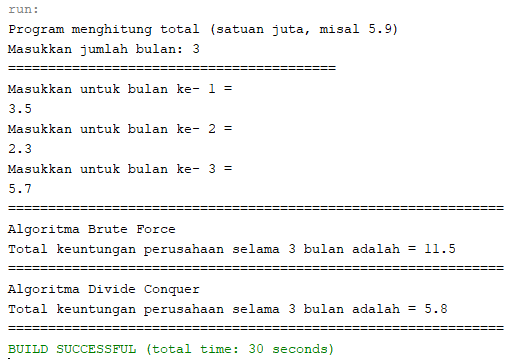 run:
Program menghitung total (satuan juta, misal 5.9)
Masukkan jumlah bulan: 3
=========================================
Masukkan untuk bulan ke- 1 =
3.5
Masukkan untuk bulan ke- 2 =
2.3
Masukkan untuk bulan ke- 3 =
5.7
==============================================================
Algoritma Brute Force
Total keuntungan perusahaan selama 3 bulan adalah = 11.5
==============================================================
Algoritma Divide Conquer
Total keuntungan perusahaan selama 3 bulan adalah = 5.8
==============================================================
BUILD SUCCESSFUL (total time: 30 seconds)